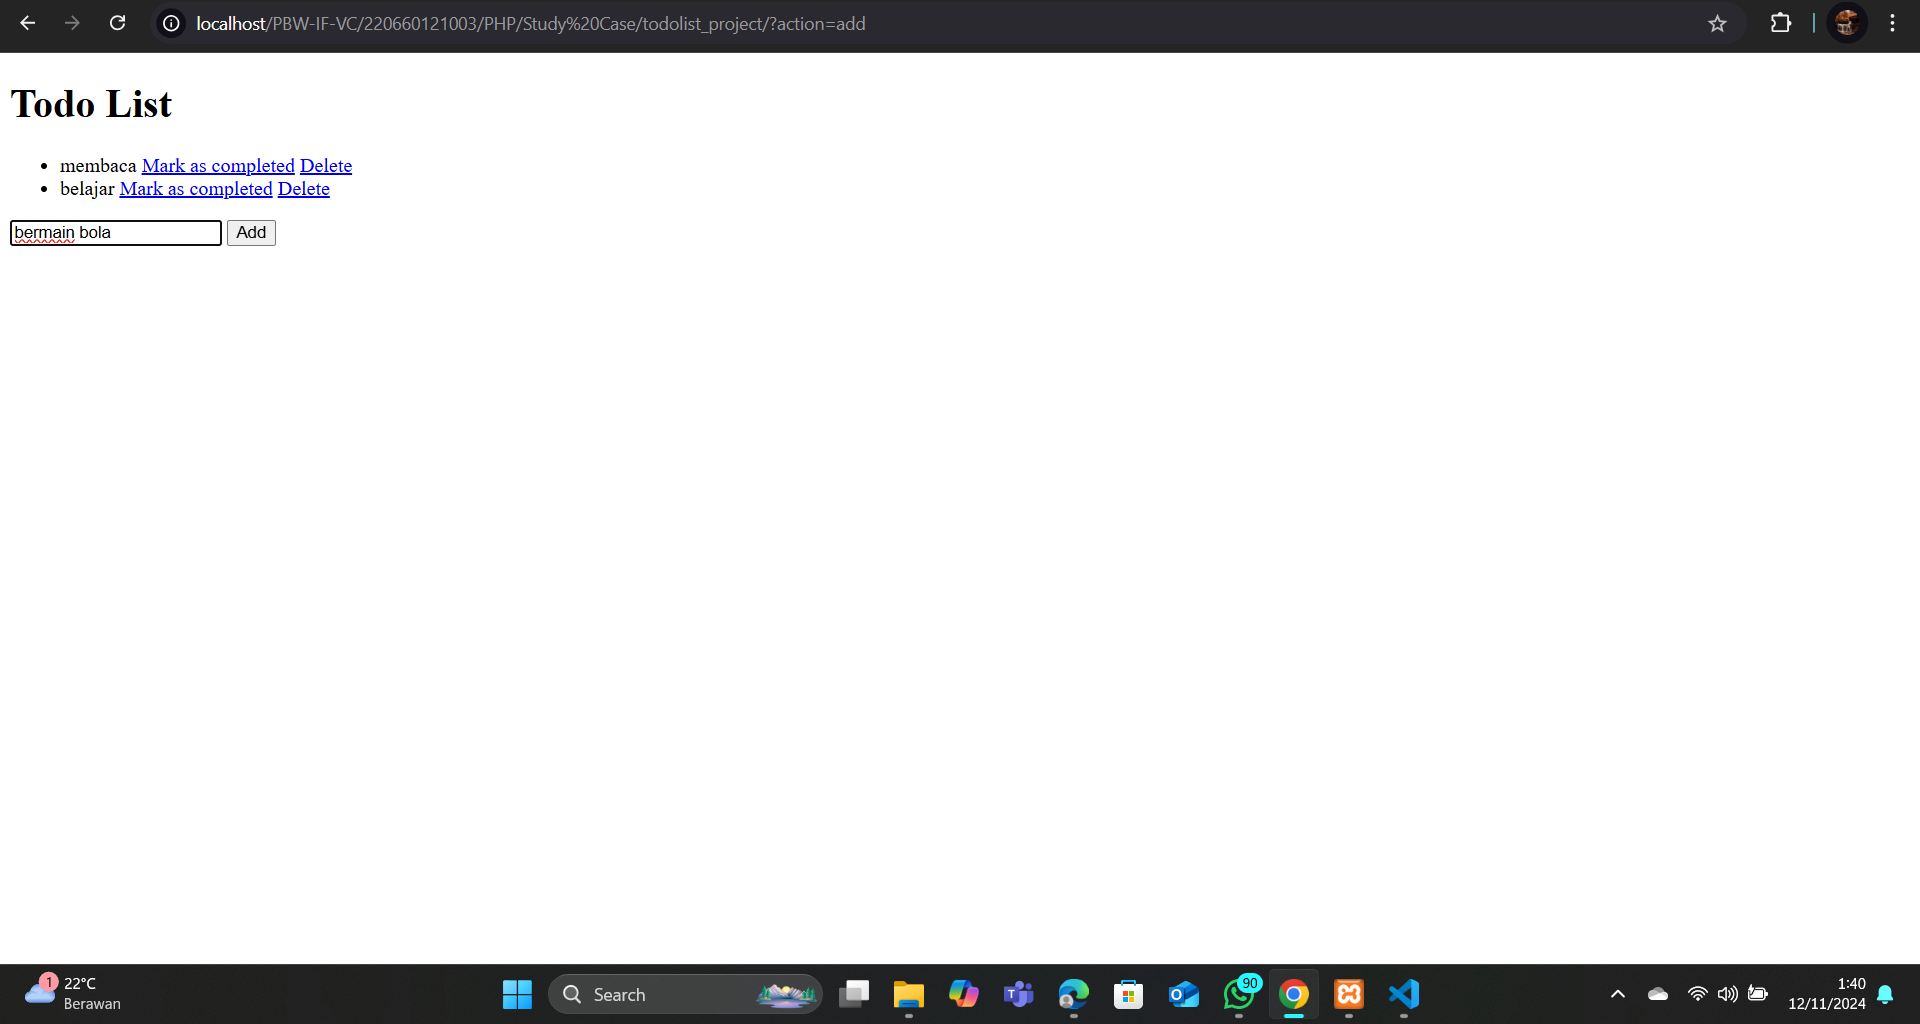 localhost/PBW-IF-VC/220660121003/PHP/Study%20Case/todolist_project/?action=add
Todo List
membaca Mark as completed Delete
belajar Mark as completed Delete
bermain bola Add
1 22°C
Berawan
Search
90
1:40
12/11/2024